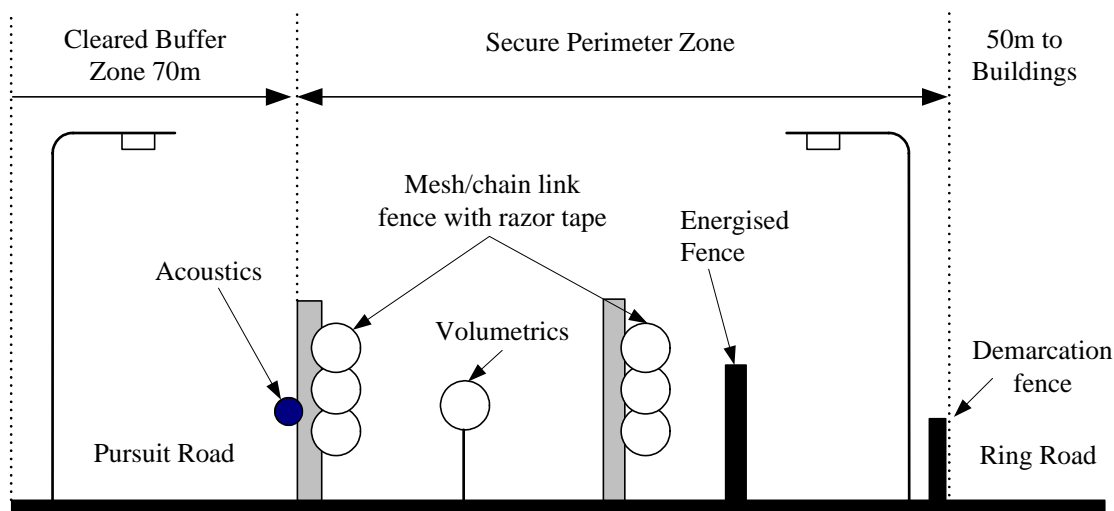 Cleared Buffer
Zone 70m
Secure Perimeter Zone
50m to
Buildings
Mesh/chain link
fence with razor tape
Energised
Fence
Acoustics
Volumetrics
Demarcation
fence
Pursuit Road
Ring Road